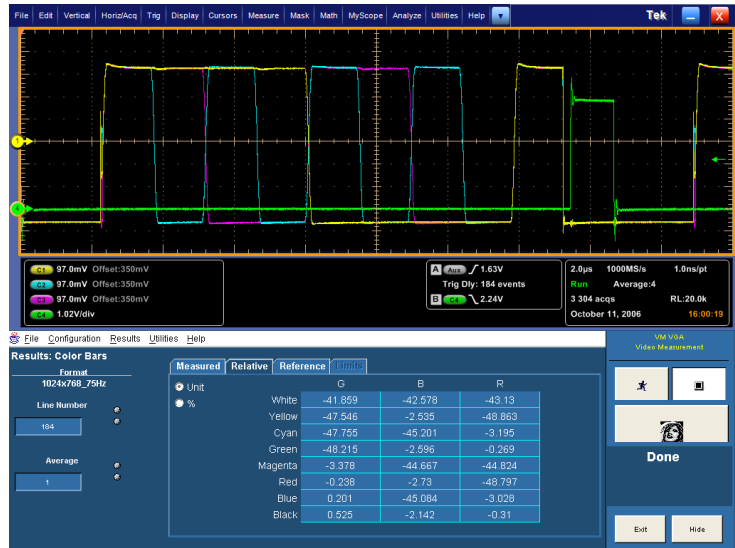 File Edit Vertical Horiz/Acq Trig Display Cursors Measure Mask Math MyScope Analyze Utilities Help Tek X
1
4
C1 97.0mV Offset:350mV
C2 97.0mV Offset:350mV
C3 97.0mV Offset:350mV
C4 1.02V/div
A Aux 1.63V
Trig Dly: 184 events
B C4 2.24V
2.0µs 1000MS/s 1.0ns/pt
Run Average:4
3 304 acqs RL:20.0k
October 11, 2006 16:00:19
File Configuration Results Utilities Help
Results: Color Bars
Format
1024x768_75Hz
Line Number
184
Average
1
Measured Relative Reference Limits
Unit
%
G B R
White -41.859 -42.578 -43.13
Yellow -47.546 -2.535 -48.863
Cyan -47.755 -45.201 -3.195
Green -48.215 -2.596 -0.269
Magenta -3.378 -44.667 -44.824
Red -0.238 -2.73 -48.797
Blue 0.201 -45.084 -3.028
Black 0.525 -2.142 -0.31
VM VGA
Video Measurement
Done
Exit Hide